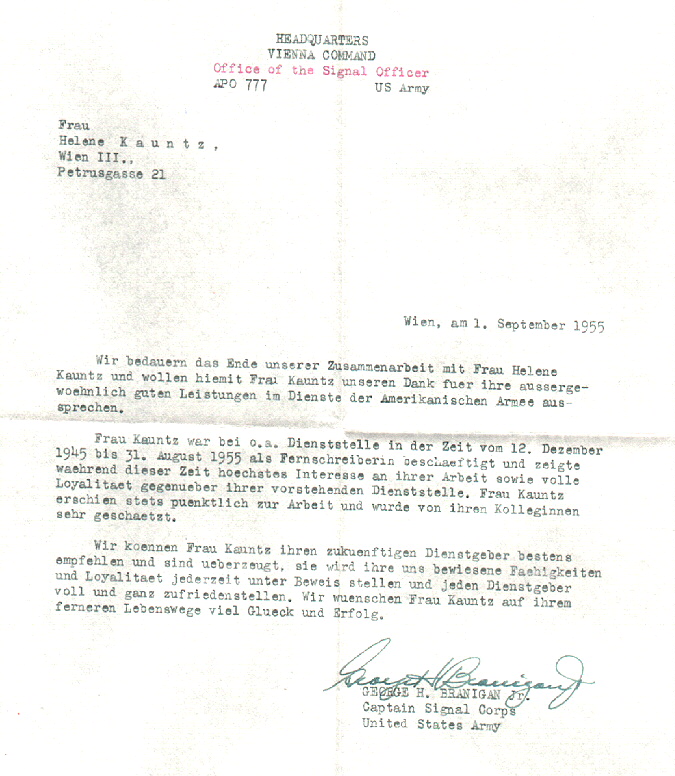 HEADQUARTERS
VIENNA COMMAND
Office of the Signal Officer
APO 777 US Army
Frau
Helene K a u n t z ,
Wien III.,
Petrusgasse 21
Wien, am 1. September 1955
Wir bedauern das Ende unserer Zusammenarbeit mit Frau Helene
Kauntz und wollen hiemit Frau Kauntz unseren Dank fuer ihre ausserge-
woehnlich guten Leistungen im Dienste der Amerikanischen Armee aus-
sprechen.
Frau Kauntz war bei o.a. Dienststelle in der Zeit vom 12. Dezember
1945 bis 31. August 1955 als Fernschreiberin beschaeftigt und zeigte
waehrend dieser Zeit hoechstes Interesse an ihrer Arbeit sowie volle
Loyalitaet gegenueber ihrer vorstehenden Dienststelle. Frau Kauntz
erschien stets puenktlich zur Arbeit und wurde von ihren Kolleginnen
sehr geschaetzt.
Wir koennen Frau Kauntz ihren zukuenftigen Dienstgeber bestens
empfehlen und sind ueberzeugt, sie wird ihre uns bewiesene Faehigkeiten
und Loyalitaet jederzeit unter Beweis stellen und jeden Dienstgeber
voll und ganz zufriedenstellen. Wir wuenschen Frau Kauntz auf ihrem
ferneren Lebenswege viel Glueck und Erfolg.
George H Branigan Jr
GEORGE H. BRANIGAN Jr.
Captain Signal Corps
United States Army